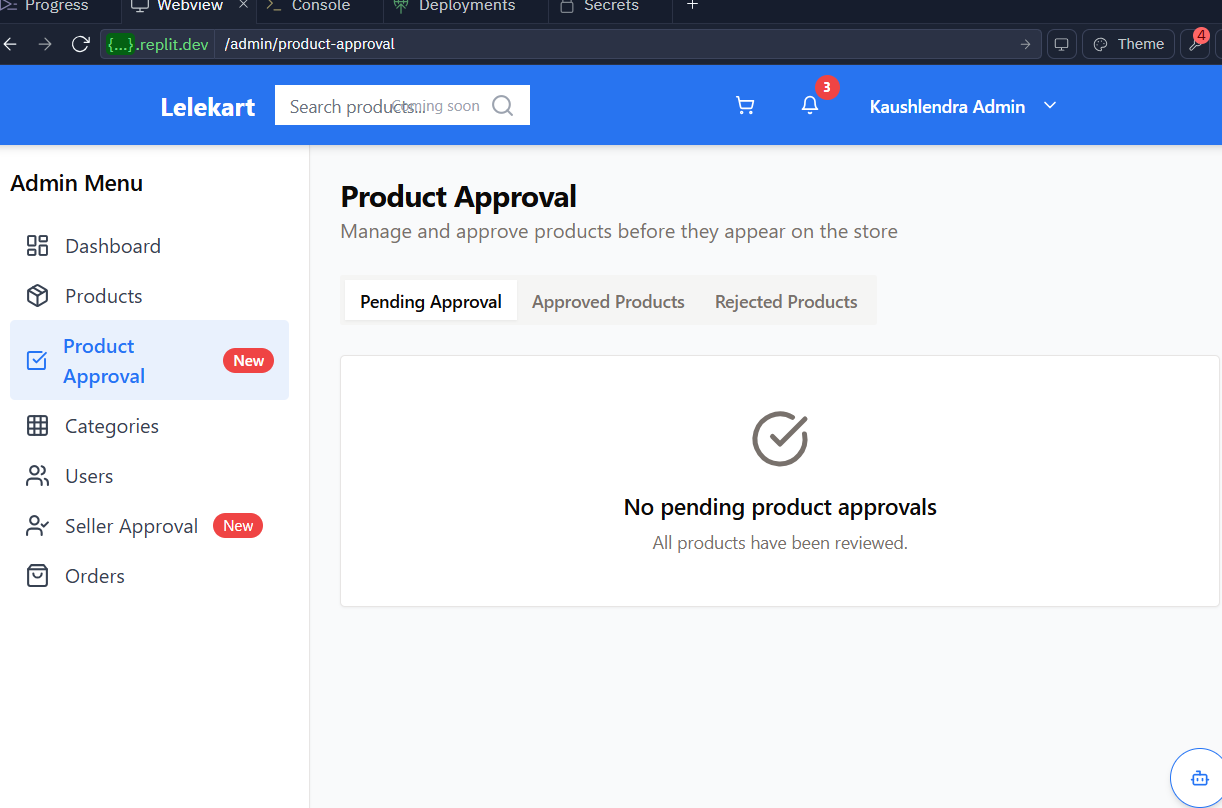 Progress Webview × Console Deployments Secrets +
{...}.replit.dev /admin/product-approval Theme 4
Lelekart Search products... Coming soon 3 Kaushlendra Admin
Admin Menu
Dashboard
Products
Product
Approval
New
Categories
Users
Seller Approval New
Orders
Product Approval
Manage and approve products before they appear on the store
Pending Approval Approved Products Rejected Products
No pending product approvals
All products have been reviewed.